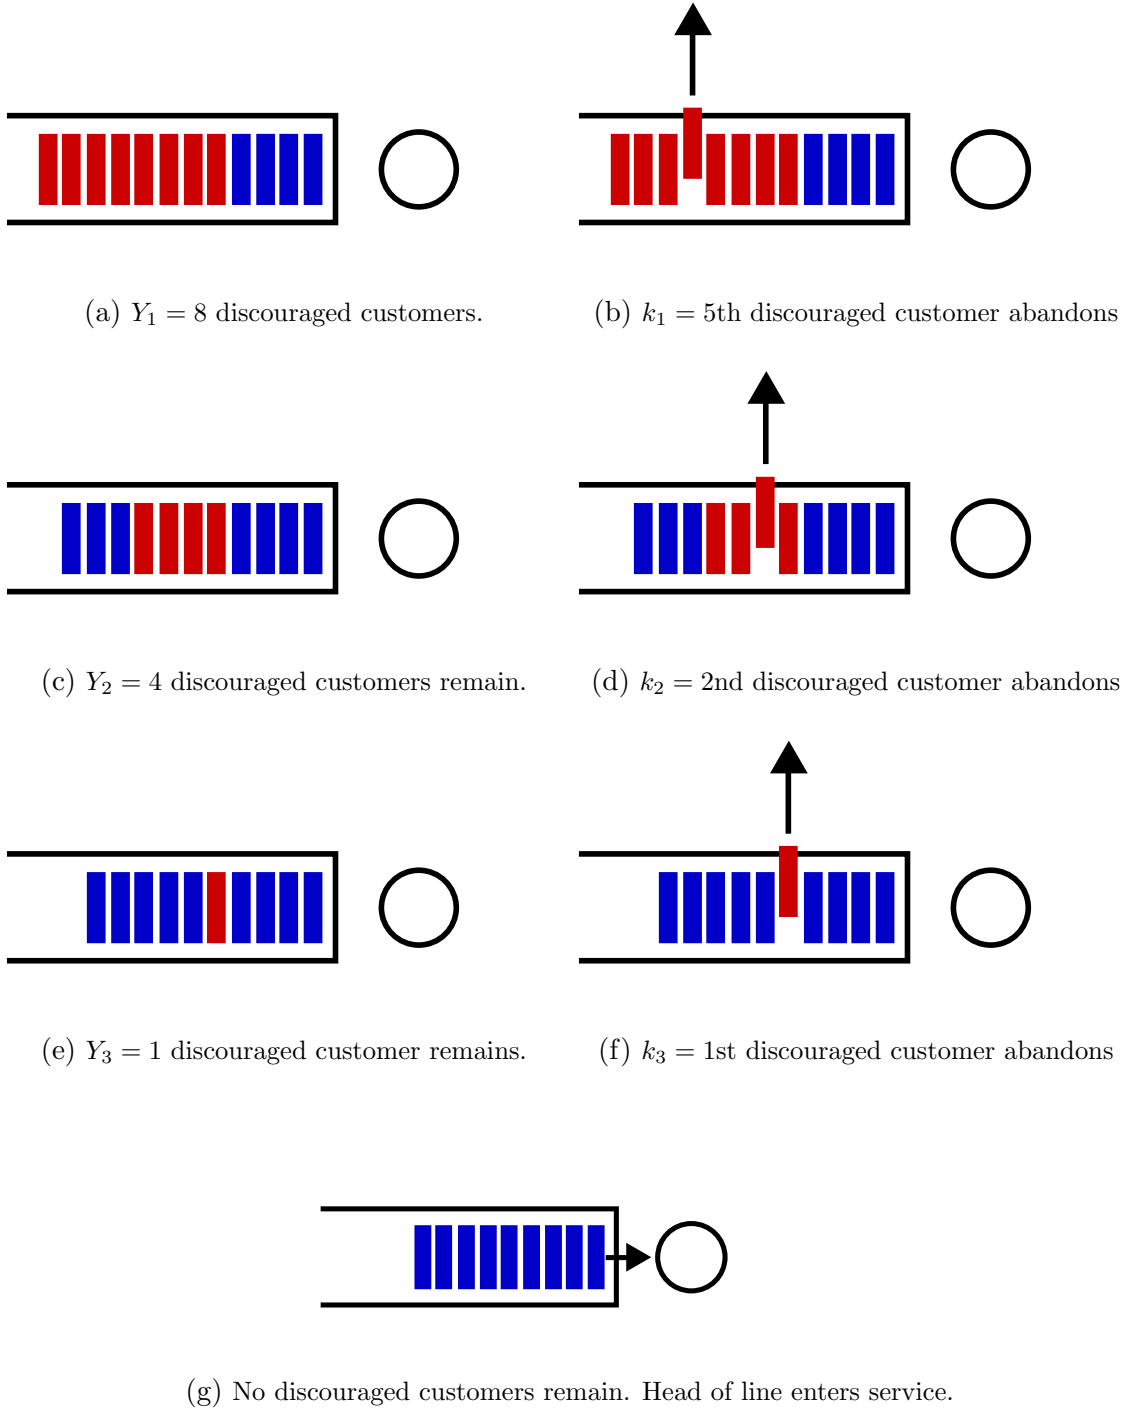 (a) Y₁ = 8 discouraged customers.
(b) k₁ = 5th discouraged customer abandons
(c) Y₂ = 4 discouraged customers remain.
(d) k₂ = 2nd discouraged customer abandons
(e) Y₃ = 1 discouraged customer remains.
(f) k₃ = 1st discouraged customer abandons
(g) No discouraged customers remain. Head of line enters service.